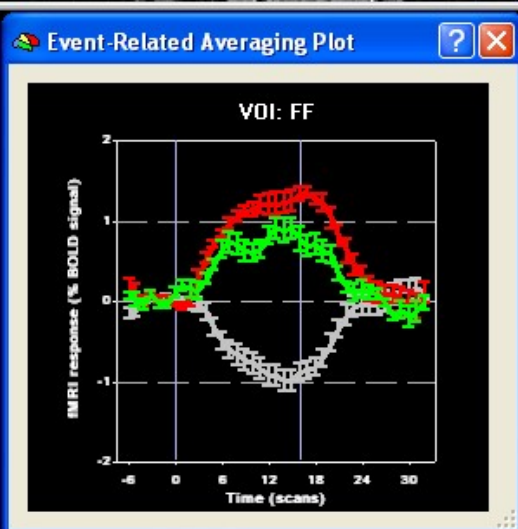 Event-Related Averaging Plot
?
VOI: FF
fMRI response (% BOLD signal)
2
1
0
-1
-2
-6 0 6 12 18 24 30
Time (scans)